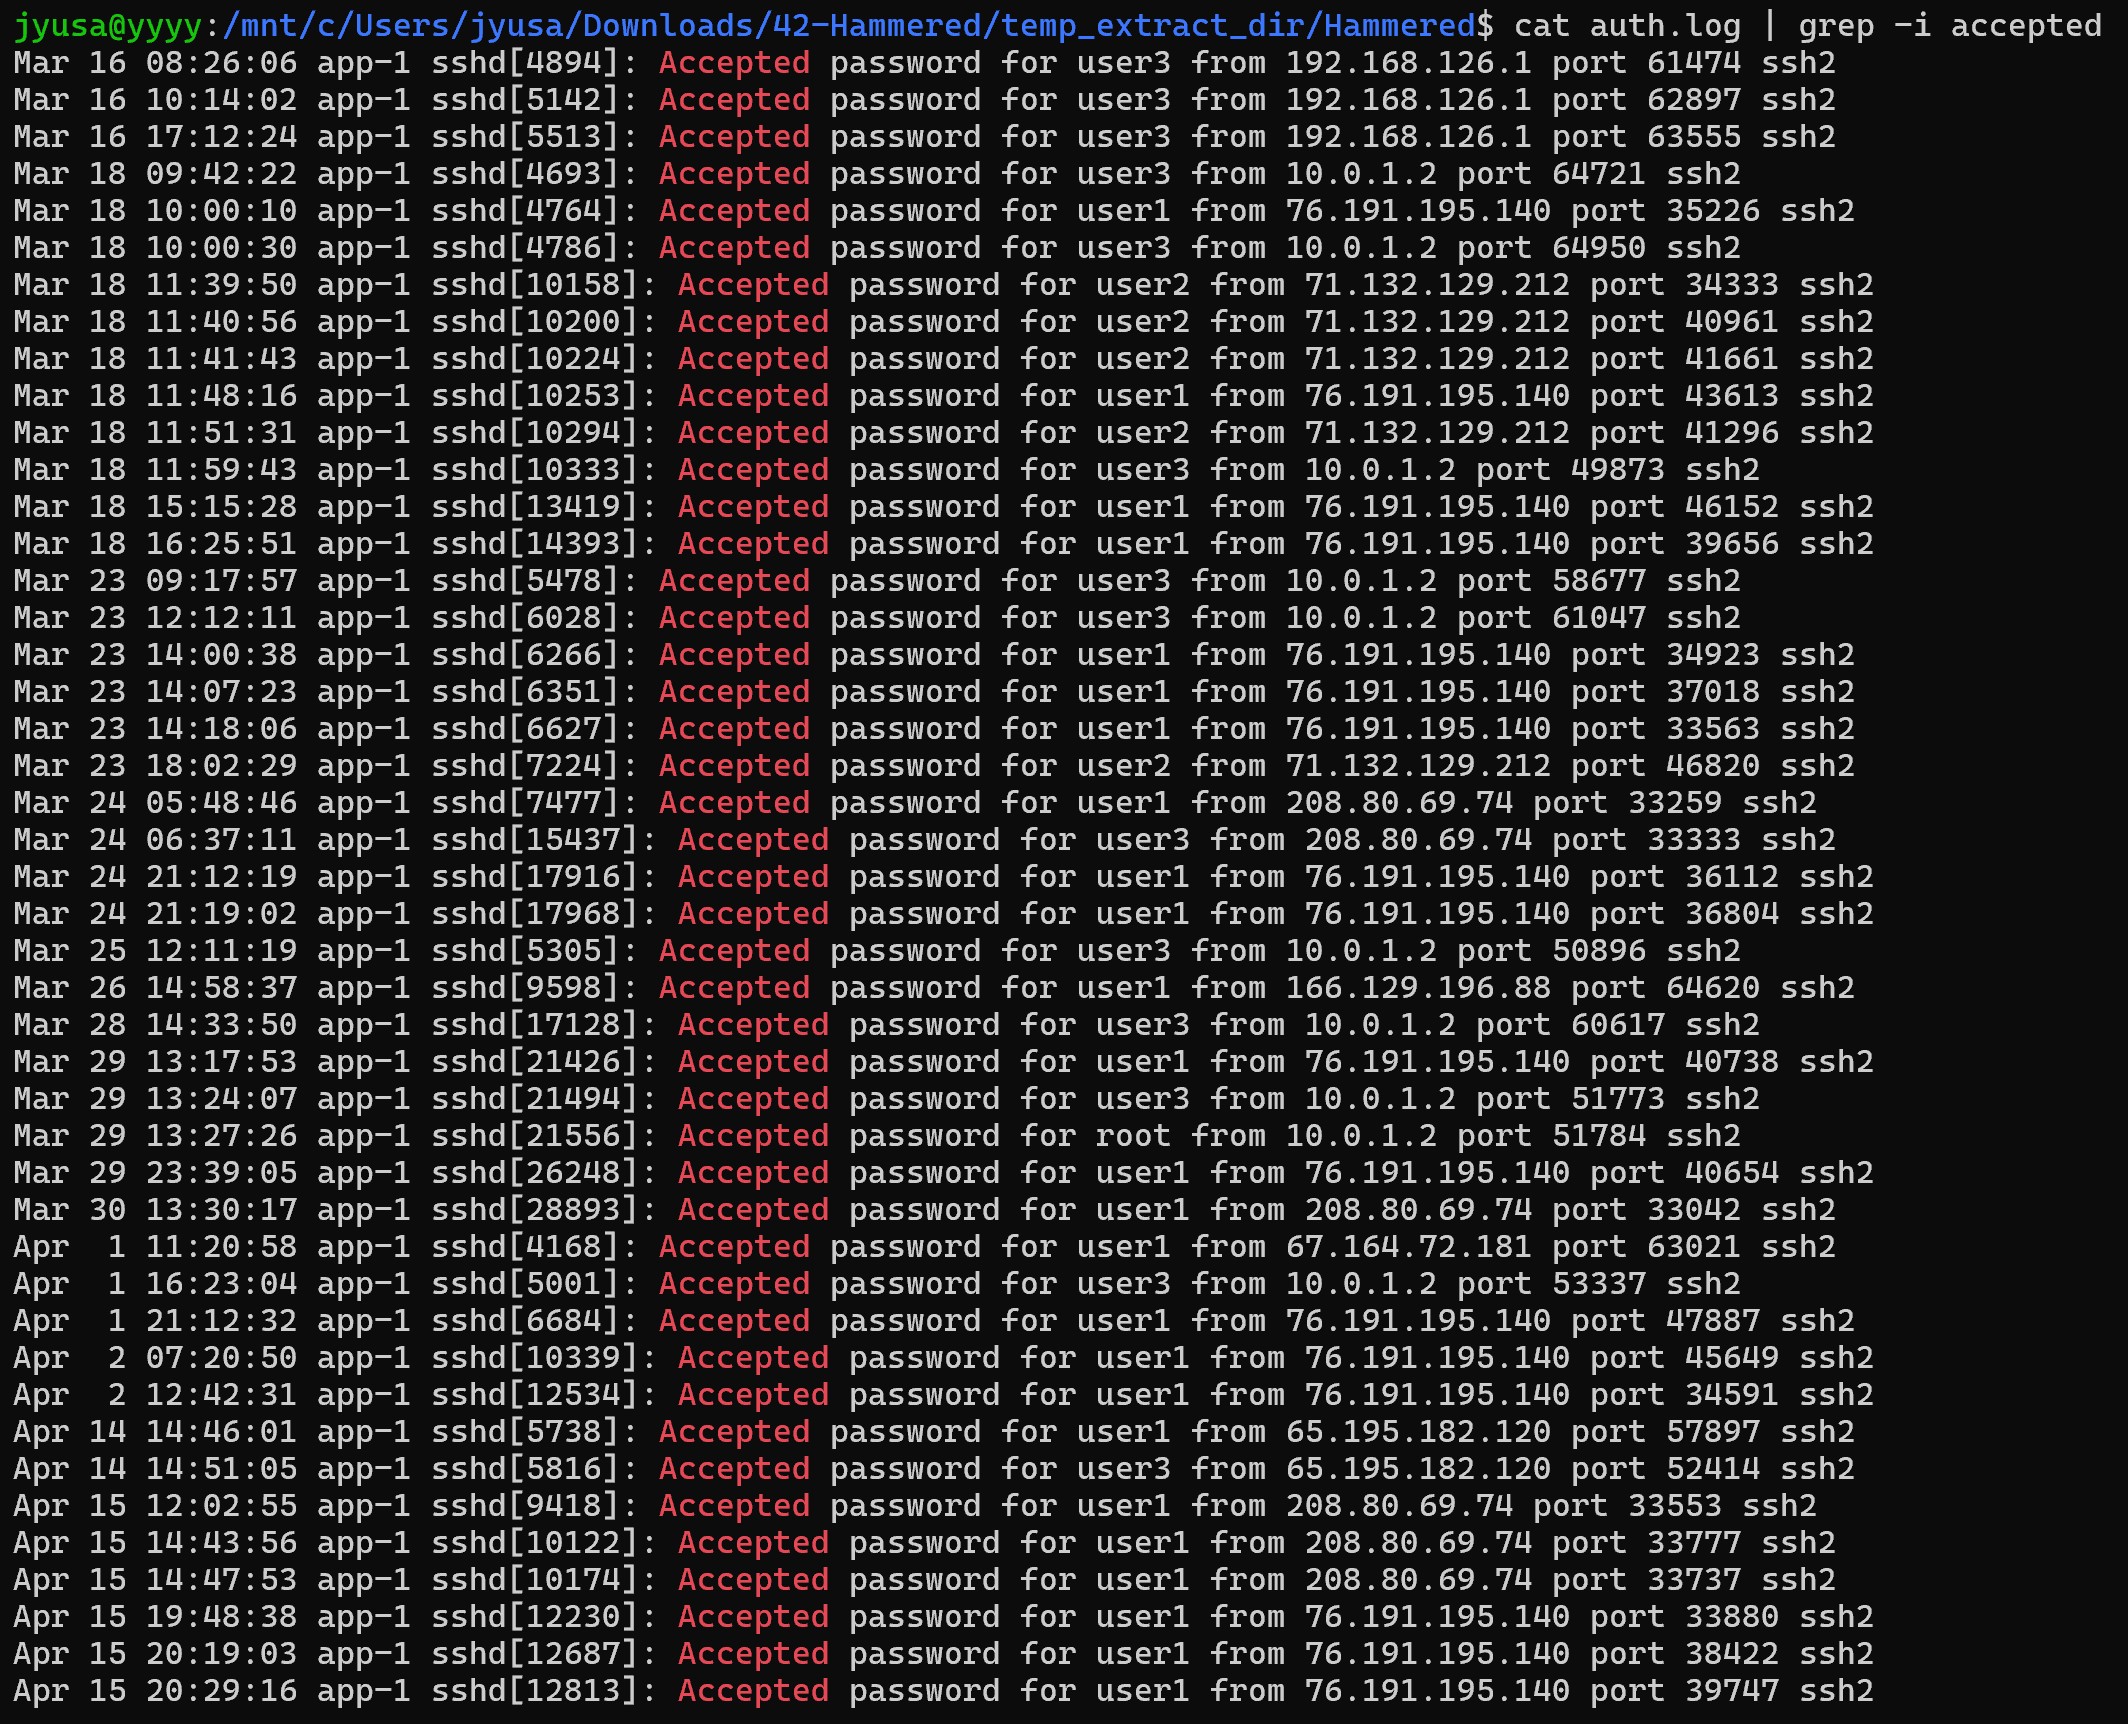 jyusa@yyyy:/mnt/c/Users/jyusa/Downloads/42-Hammered/temp_extract_dir/Hammered$ cat auth.log | grep -i accepted
Mar 16 08:26:06 app-1 sshd[4894]: Accepted password for user3 from 192.168.126.1 port 61474 ssh2
Mar 16 10:14:02 app-1 sshd[5142]: Accepted password for user3 from 192.168.126.1 port 62897 ssh2
Mar 16 17:12:24 app-1 sshd[5513]: Accepted password for user3 from 192.168.126.1 port 63555 ssh2
Mar 18 09:42:22 app-1 sshd[4693]: Accepted password for user3 from 10.0.1.2 port 64721 ssh2
Mar 18 10:00:10 app-1 sshd[4764]: Accepted password for user1 from 76.191.195.140 port 35226 ssh2
Mar 18 10:00:30 app-1 sshd[4786]: Accepted password for user3 from 10.0.1.2 port 64950 ssh2
Mar 18 11:39:50 app-1 sshd[10158]: Accepted password for user2 from 71.132.129.212 port 34333 ssh2
Mar 18 11:40:56 app-1 sshd[10200]: Accepted password for user2 from 71.132.129.212 port 40961 ssh2
Mar 18 11:41:43 app-1 sshd[10224]: Accepted password for user2 from 71.132.129.212 port 41661 ssh2
Mar 18 11:48:16 app-1 sshd[10253]: Accepted password for user1 from 76.191.195.140 port 43613 ssh2
Mar 18 11:51:31 app-1 sshd[10294]: Accepted password for user2 from 71.132.129.212 port 41296 ssh2
Mar 18 11:59:43 app-1 sshd[10333]: Accepted password for user3 from 10.0.1.2 port 49873 ssh2
Mar 18 15:15:28 app-1 sshd[13419]: Accepted password for user1 from 76.191.195.140 port 46152 ssh2
Mar 18 16:25:51 app-1 sshd[14393]: Accepted password for user1 from 76.191.195.140 port 39656 ssh2
Mar 23 09:17:57 app-1 sshd[5478]: Accepted password for user3 from 10.0.1.2 port 58677 ssh2
Mar 23 12:12:11 app-1 sshd[6028]: Accepted password for user3 from 10.0.1.2 port 61047 ssh2
Mar 23 14:00:38 app-1 sshd[6266]: Accepted password for user1 from 76.191.195.140 port 34923 ssh2
Mar 23 14:07:23 app-1 sshd[6351]: Accepted password for user1 from 76.191.195.140 port 37018 ssh2
Mar 23 14:18:06 app-1 sshd[6627]: Accepted password for user1 from 76.191.195.140 port 33563 ssh2
Mar 23 18:02:29 app-1 sshd[7224]: Accepted password for user2 from 71.132.129.212 port 46820 ssh2
Mar 24 05:48:46 app-1 sshd[7477]: Accepted password for user1 from 208.80.69.74 port 33259 ssh2
Mar 24 06:37:11 app-1 sshd[15437]: Accepted password for user3 from 208.80.69.74 port 33333 ssh2
Mar 24 21:12:19 app-1 sshd[17916]: Accepted password for user1 from 76.191.195.140 port 36112 ssh2
Mar 24 21:19:02 app-1 sshd[17968]: Accepted password for user1 from 76.191.195.140 port 36804 ssh2
Mar 25 12:11:19 app-1 sshd[5305]: Accepted password for user3 from 10.0.1.2 port 50896 ssh2
Mar 26 14:58:37 app-1 sshd[9598]: Accepted password for user1 from 166.129.196.88 port 64620 ssh2
Mar 28 14:33:50 app-1 sshd[17128]: Accepted password for user3 from 10.0.1.2 port 60617 ssh2
Mar 29 13:17:53 app-1 sshd[21426]: Accepted password for user1 from 76.191.195.140 port 40738 ssh2
Mar 29 13:24:07 app-1 sshd[21494]: Accepted password for user3 from 10.0.1.2 port 51773 ssh2
Mar 29 13:27:26 app-1 sshd[21556]: Accepted password for root from 10.0.1.2 port 51784 ssh2
Mar 29 23:39:05 app-1 sshd[26248]: Accepted password for user1 from 76.191.195.140 port 40654 ssh2
Mar 30 13:30:17 app-1 sshd[28893]: Accepted password for user1 from 208.80.69.74 port 33042 ssh2
Apr  1 11:20:58 app-1 sshd[4168]: Accepted password for user1 from 67.164.72.181 port 63021 ssh2
Apr  1 16:23:04 app-1 sshd[5001]: Accepted password for user3 from 10.0.1.2 port 53337 ssh2
Apr  1 21:12:32 app-1 sshd[6684]: Accepted password for user1 from 76.191.195.140 port 47887 ssh2
Apr  2 07:20:50 app-1 sshd[10339]: Accepted password for user1 from 76.191.195.140 port 45649 ssh2
Apr  2 12:42:31 app-1 sshd[12534]: Accepted password for user1 from 76.191.195.140 port 34591 ssh2
Apr 14 14:46:01 app-1 sshd[5738]: Accepted password for user1 from 65.195.182.120 port 57897 ssh2
Apr 14 14:51:05 app-1 sshd[5816]: Accepted password for user3 from 65.195.182.120 port 52414 ssh2
Apr 15 12:02:55 app-1 sshd[9418]: Accepted password for user1 from 208.80.69.74 port 33553 ssh2
Apr 15 14:43:56 app-1 sshd[10122]: Accepted password for user1 from 208.80.69.74 port 33777 ssh2
Apr 15 14:47:53 app-1 sshd[10174]: Accepted password for user1 from 208.80.69.74 port 33737 ssh2
Apr 15 19:48:38 app-1 sshd[12230]: Accepted password for user1 from 76.191.195.140 port 33880 ssh2
Apr 15 20:19:03 app-1 sshd[12687]: Accepted password for user1 from 76.191.195.140 port 38422 ssh2
Apr 15 20:29:16 app-1 sshd[12813]: Accepted password for user1 from 76.191.195.140 port 39747 ssh2